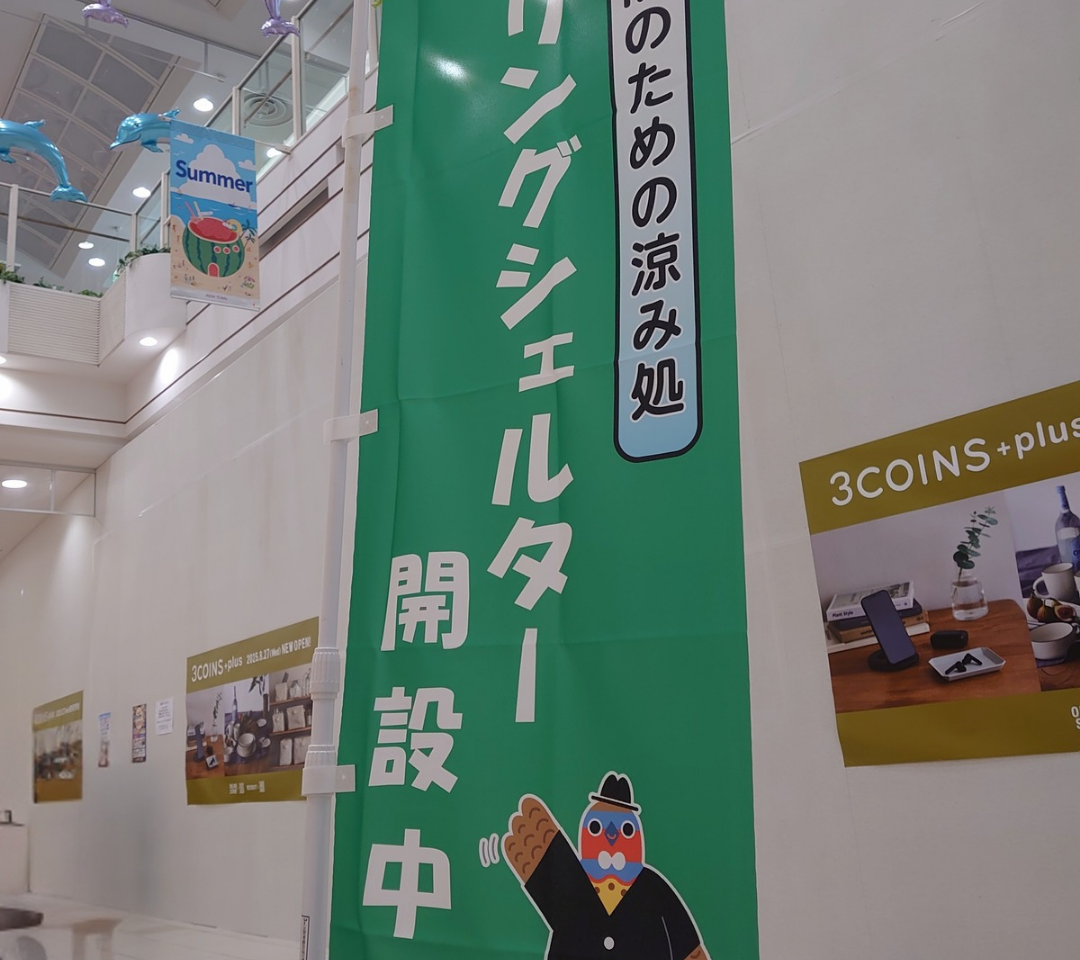 のための涼み処
リングシェルター
開設中
Summer
3COINS+plus
3COINS+plus 2025.8.27(Wed) NEW OPEN!